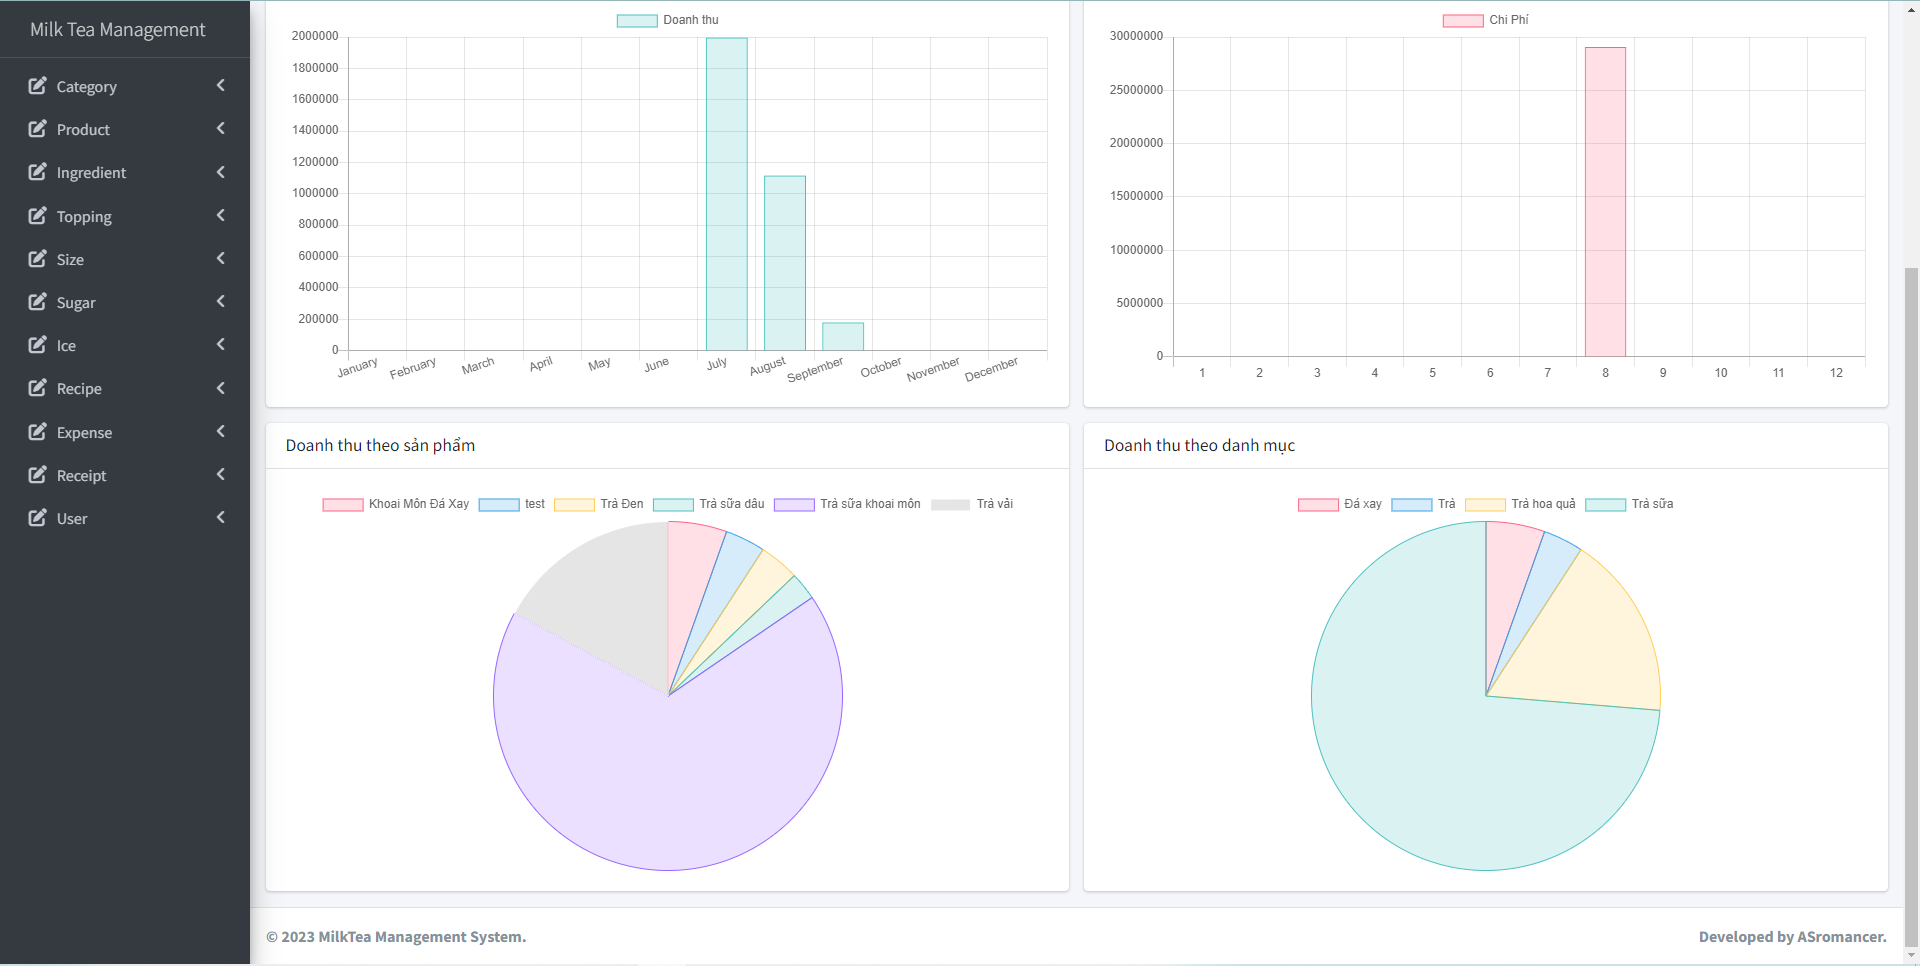 Milk Tea Management
Category
Product
Ingredient
Topping
Size
Sugar
Ice
Recipe
Expense
Receipt
User
Doanh thu
2000000
1800000
1600000
1400000
1200000
1000000
800000
600000
400000
200000
0
January February March April May June July August September October November December
Chi Phí
30000000
25000000
20000000
15000000
10000000
5000000
0
1 2 3 4 5 6 7 8 9 10 11 12
Doanh thu theo sản phẩm
Khoai Môn Đá Xay test Trà Đen Trà sữa dâu Trà sữa khoai môn Trà vải
Doanh thu theo danh mục
Đá xay Trà Trà hoa quả Trà sữa
© 2023 MilkTea Management System.
Developed by ASromancer.